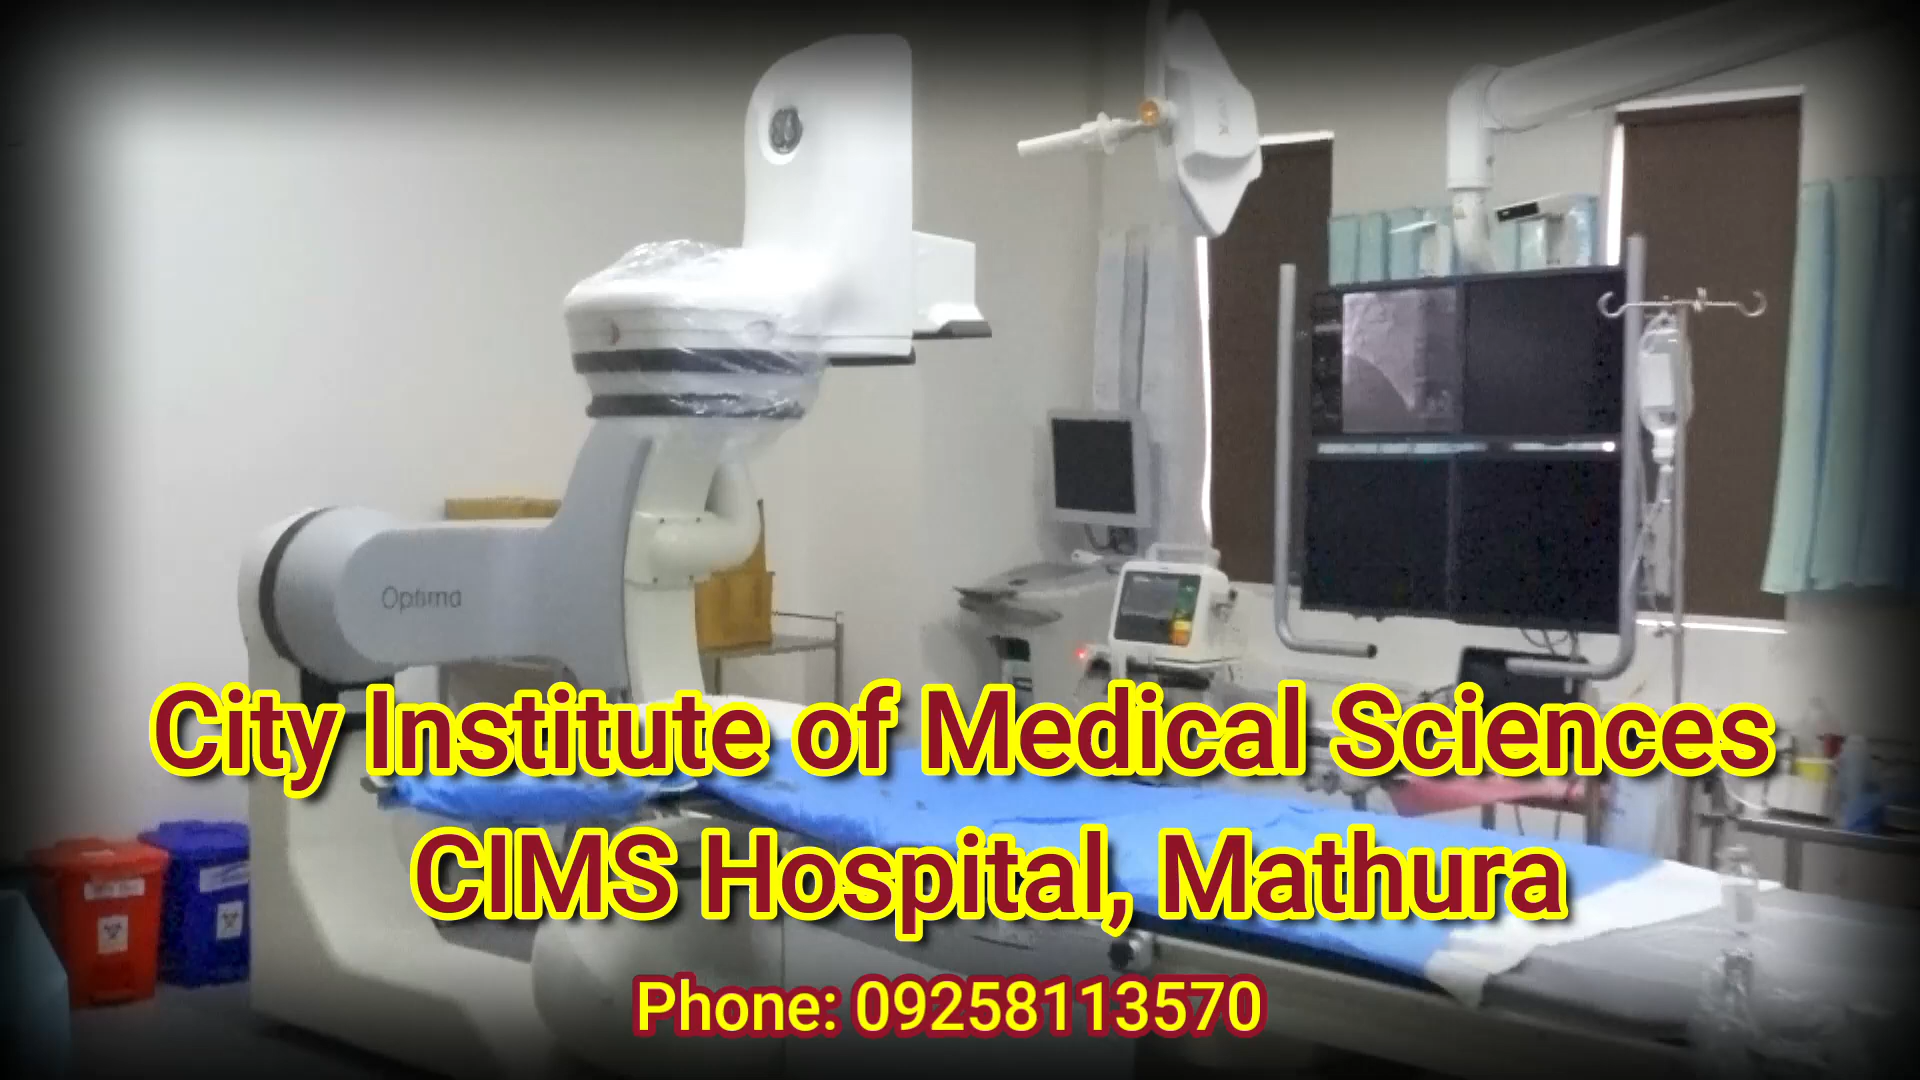 Optima
City Institute of Medical Sciences
CIMS Hospital, Mathura
Phone: 09258113570